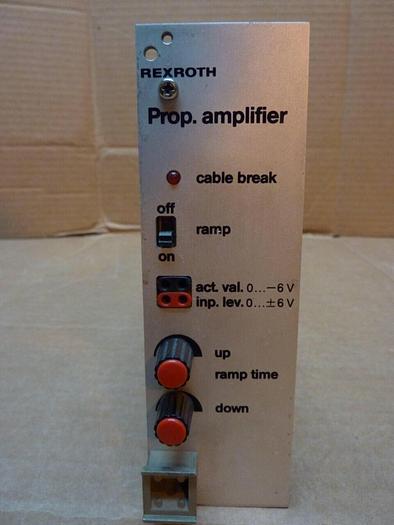 REXROTH
Prop. amplifier
cable break
off
ramp
on
act. val. 0...−6 V
inp. lev. 0...±6 V
up
ramp time
down